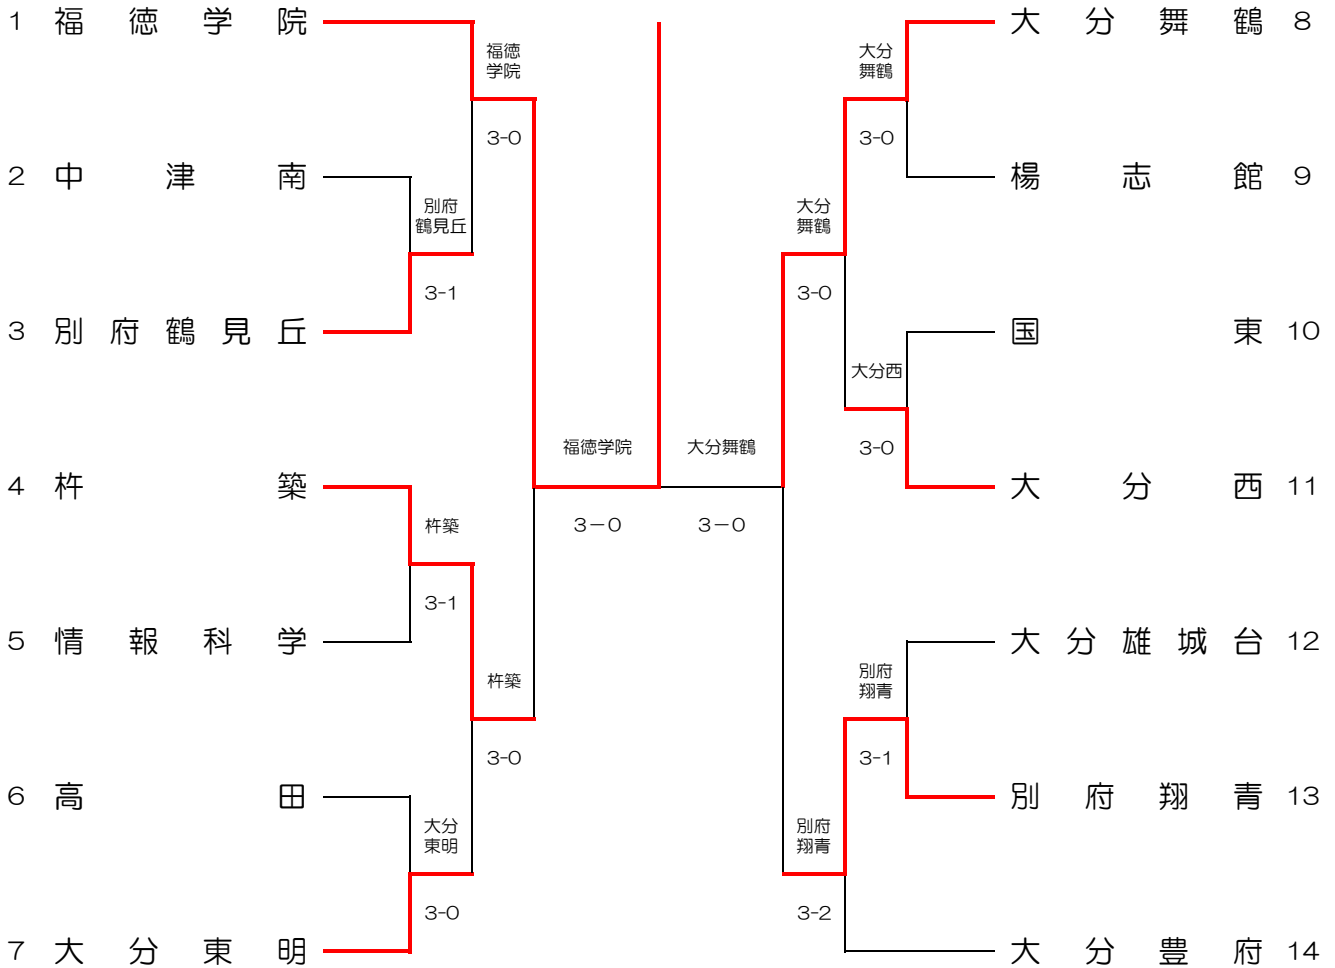 1 福徳学院
福徳
学院
3-0
2 中津南
別府
鶴見丘
3-1
3 別府鶴見丘
4 杵築
杵築
3-1
5 情報科学
杵築
3-0
6 高田
大分
東明
3-0
7 大分東明
福徳学院
3－0
大分舞鶴
3－0
大分舞鶴 8
大分
舞鶴
3-0
楊志館 9
大分
舞鶴
3-0
国東 10
大分西
3-0
大分西 11
大分雄城台 12
別府
翔青
3-1
別府翔青 13
別府
翔青
3-2
大分豊府 14